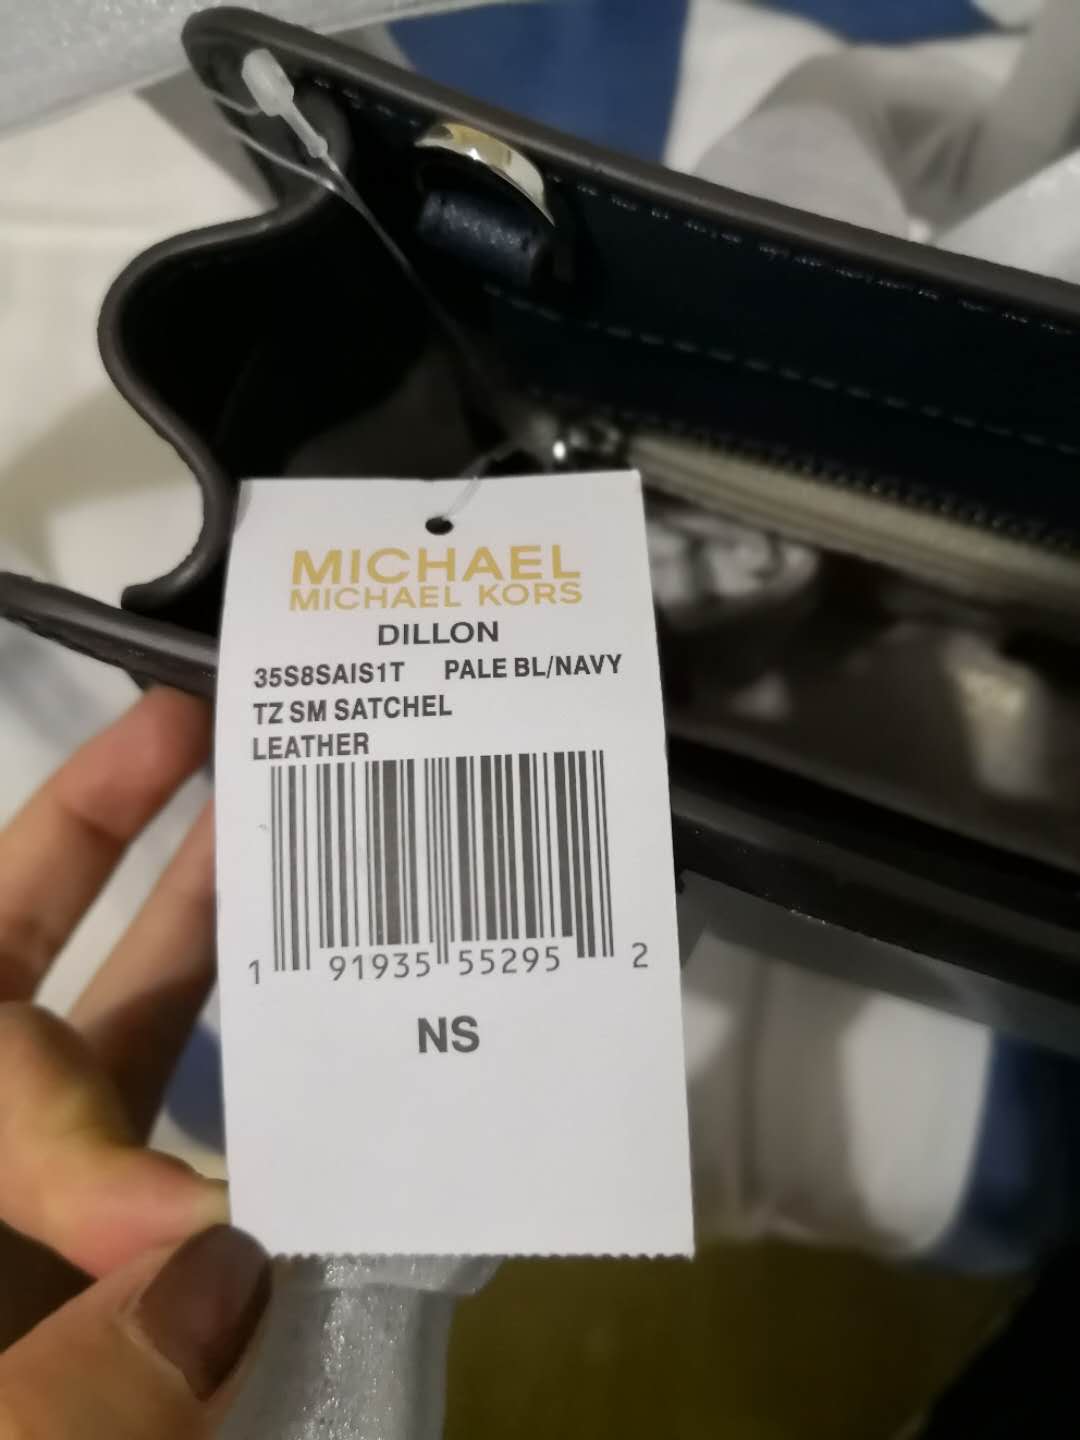 MICHAEL
MICHAEL KORS
DILLON
35S8SAIS1T PALE BL/NAVY
TZ SM SATCHEL
LEATHER
1 91935 55295 2
NS